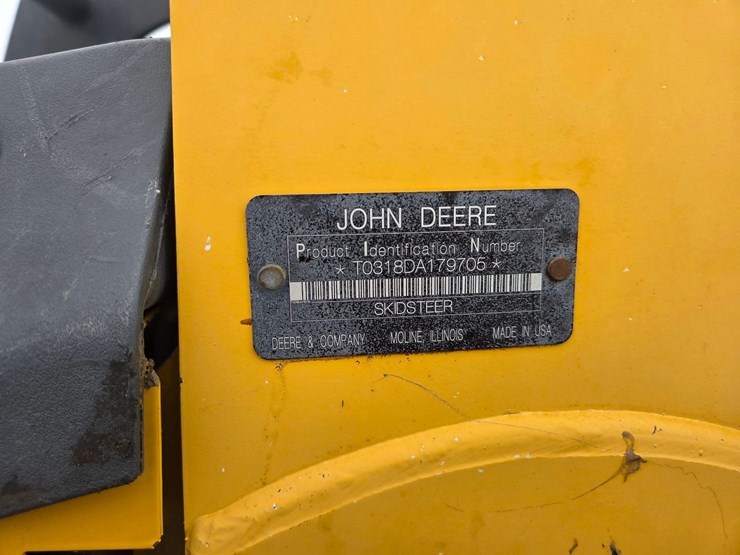 JOHN DEERE
Product Identification Number
* T0318DA179705 *
SKIDSTEER
DEERE & COMPANY MOLINE, ILLINOIS MADE IN USA